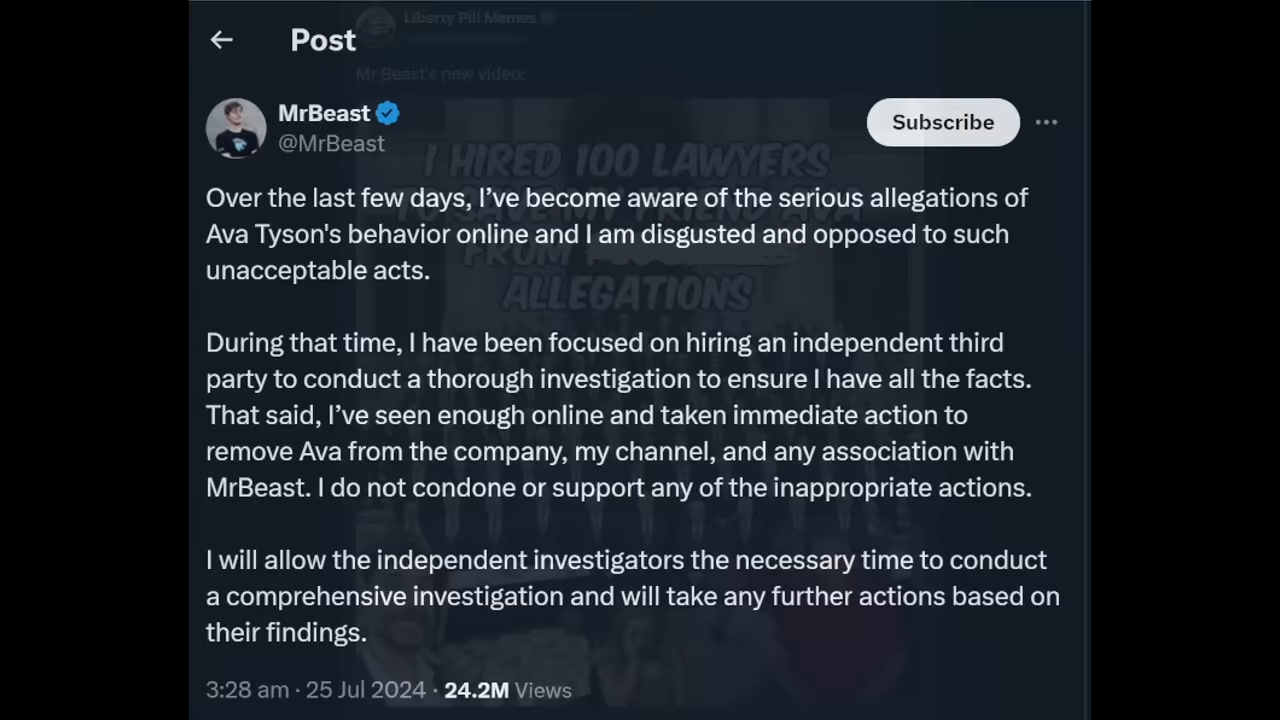 Liberty Pill Memes
Post
Mr Beast's new video:
MrBeast
@MrBeast
Subscribe
I HIRED 100 LAWYERS
TO SAVE MY FRIEND AVA
FROM
ALLEGATIONS
Over the last few days, I’ve become aware of the serious allegations of
Ava Tyson's behavior online and I am disgusted and opposed to such
unacceptable acts.
During that time, I have been focused on hiring an independent third
party to conduct a thorough investigation to ensure I have all the facts.
That said, I’ve seen enough online and taken immediate action to
remove Ava from the company, my channel, and any association with
MrBeast. I do not condone or support any of the inappropriate actions.
I will allow the independent investigators the necessary time to conduct
a comprehensive investigation and will take any further actions based on
their findings.
3:28 am · 25 Jul 2024 · 24.2M Views